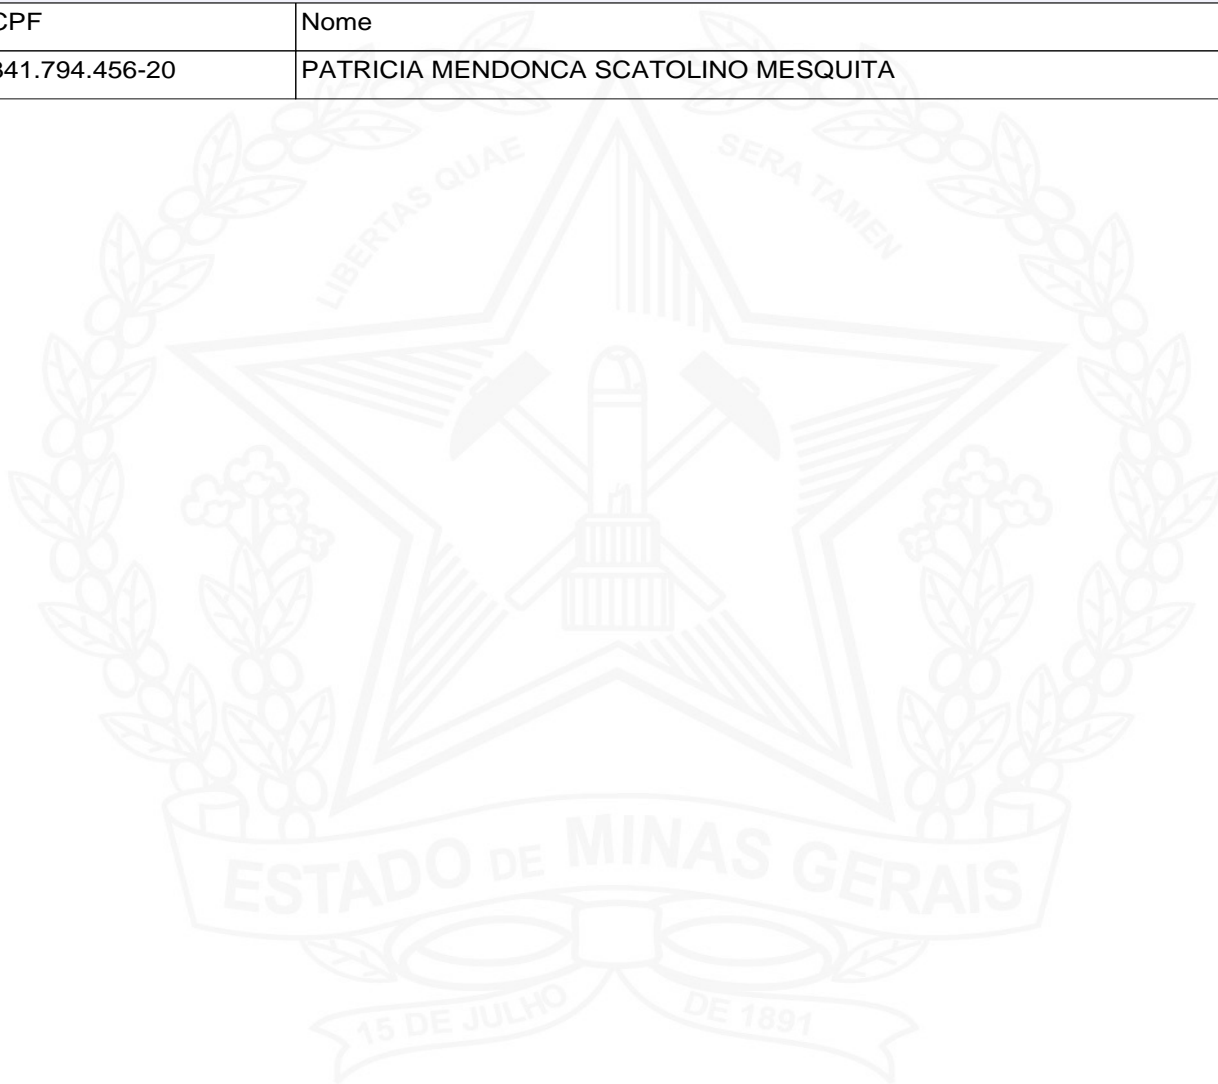 CPF Nome
841.794.456-20 PATRICIA MENDONCA SCATOLINO MESQUITA
LIBERTAS QUAE SERA TAMEN
ESTADO DE MINAS GERAIS
15 DE JULHO DE 1891